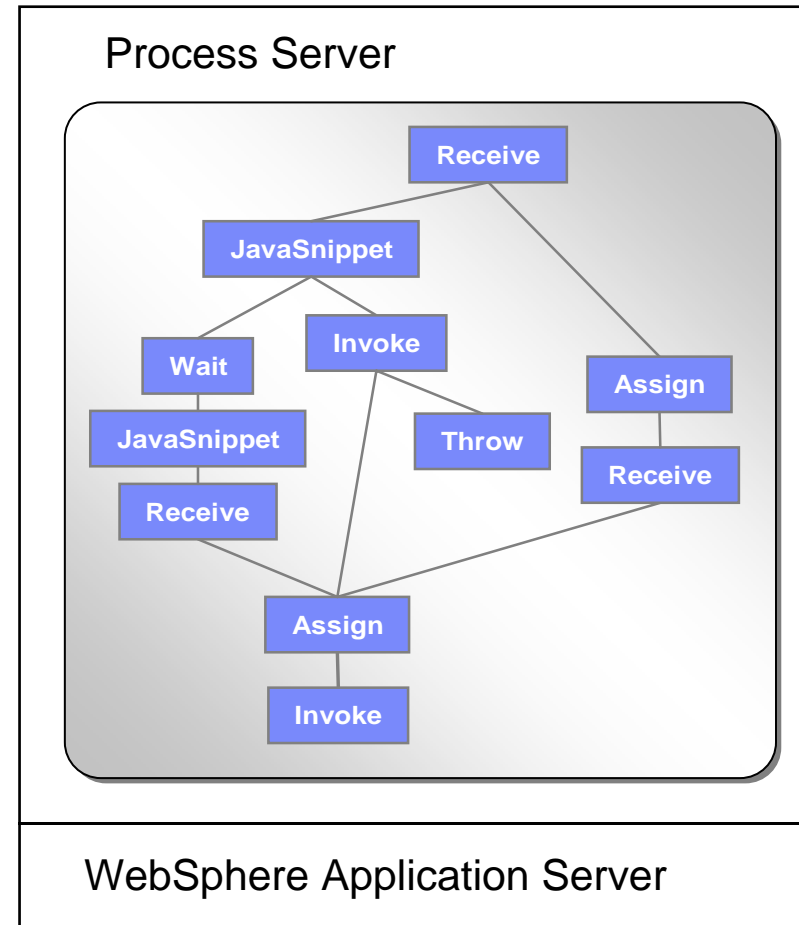 Process Server
Receive
JavaSnippet
Invoke
Wait
Assign
JavaSnippet
Throw
Receive
Receive
Assign
Invoke
WebSphere Application Server